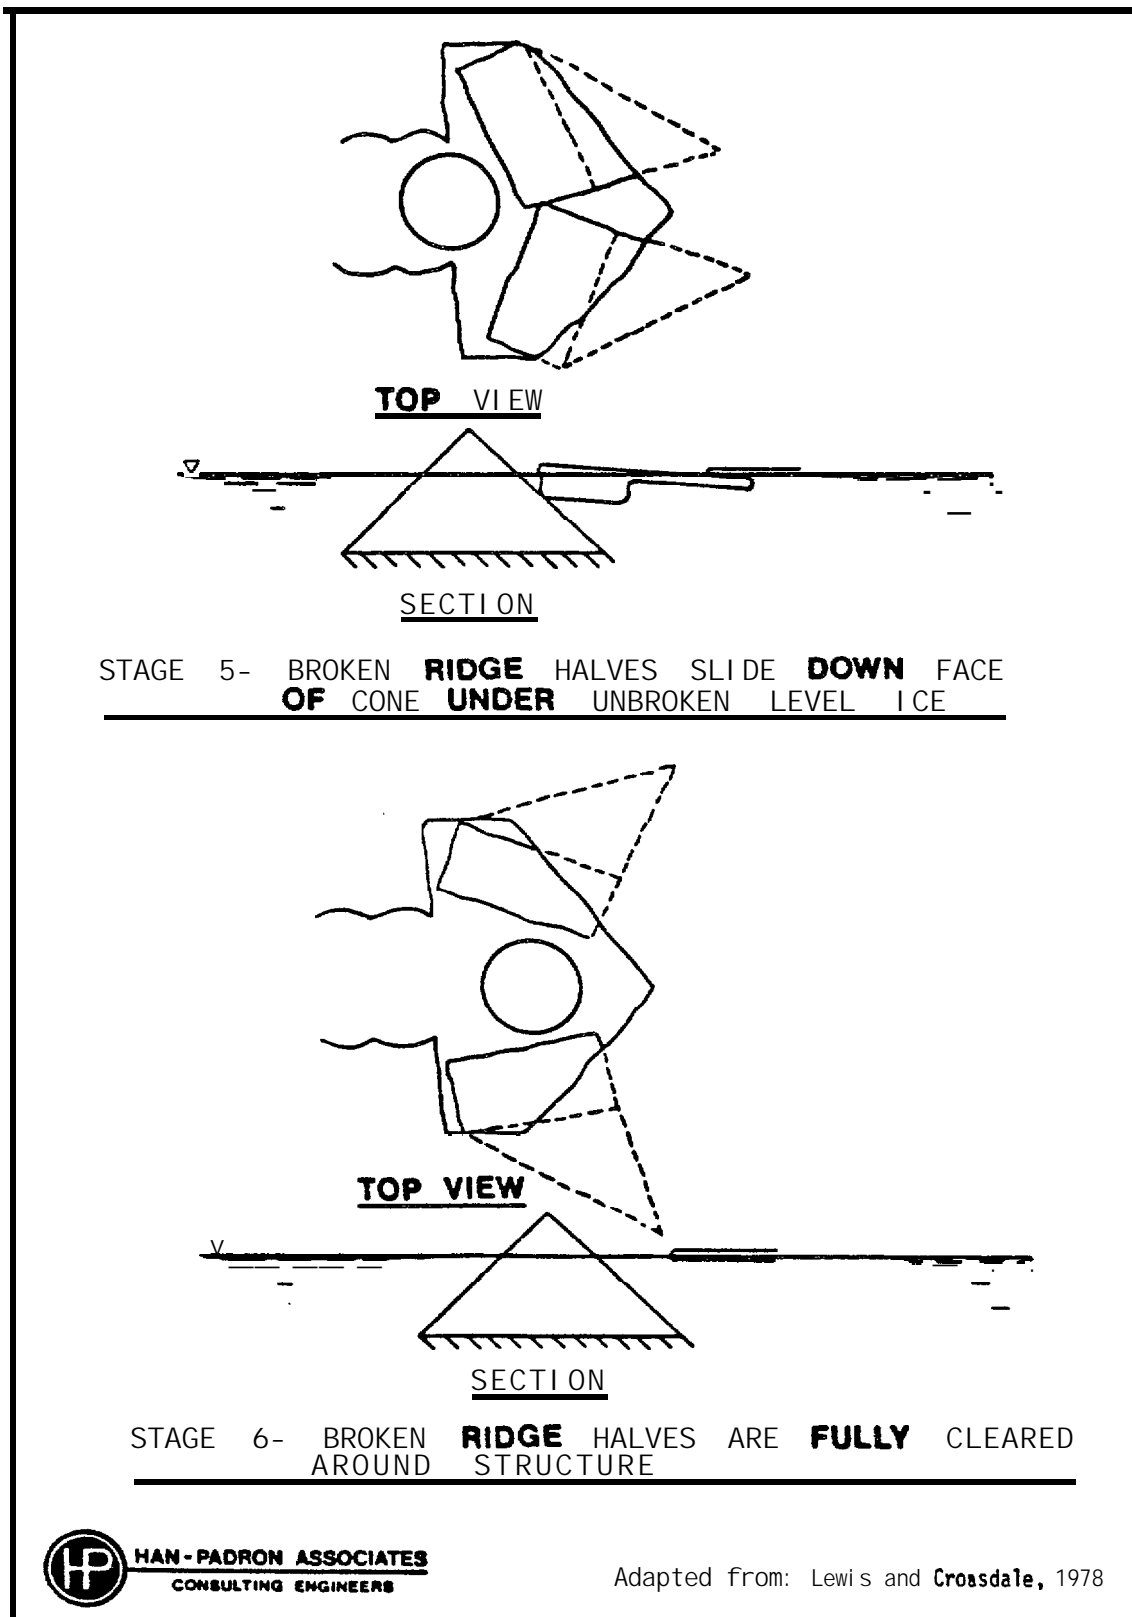 TOP VIEW
SECTION
STAGE 5- BROKEN RIDGE HALVES SLIDE DOWN FACE
OF CONE UNDER UNBROKEN LEVEL ICE
TOP VIEW
SECTION
STAGE 6- BROKEN RIDGE HALVES ARE FULLY CLEARED
AROUND STRUCTURE
HP
HAN-PADRON ASSOCIATES
CONSULTING ENGINEERS
Adapted from: Lewis and Croasdale, 1978